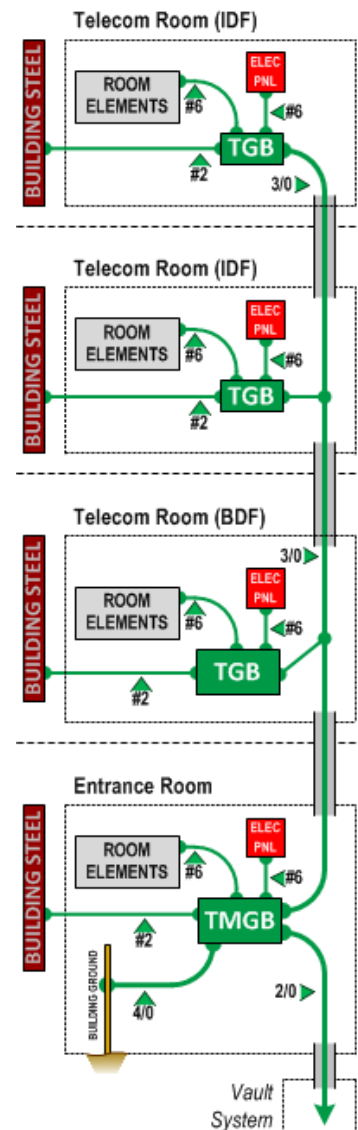 Telecom Room (IDF)
BUILDING STEEL
ROOM
ELEMENTS
ELEC
PNL
#6
#6
TGB
#2
3/0
Telecom Room (IDF)
BUILDING STEEL
ROOM
ELEMENTS
ELEC
PNL
#6
#6
TGB
#2
Telecom Room (BDF)
BUILDING STEEL
3/0
ROOM
ELEMENTS
ELEC
PNL
#6
#6
TGB
#2
Entrance Room
BUILDING STEEL
ROOM
ELEMENTS
ELEC
PNL
#6
#6
TMGB
#2
BUILDING GROUND
4/0
2/0
Vault
System